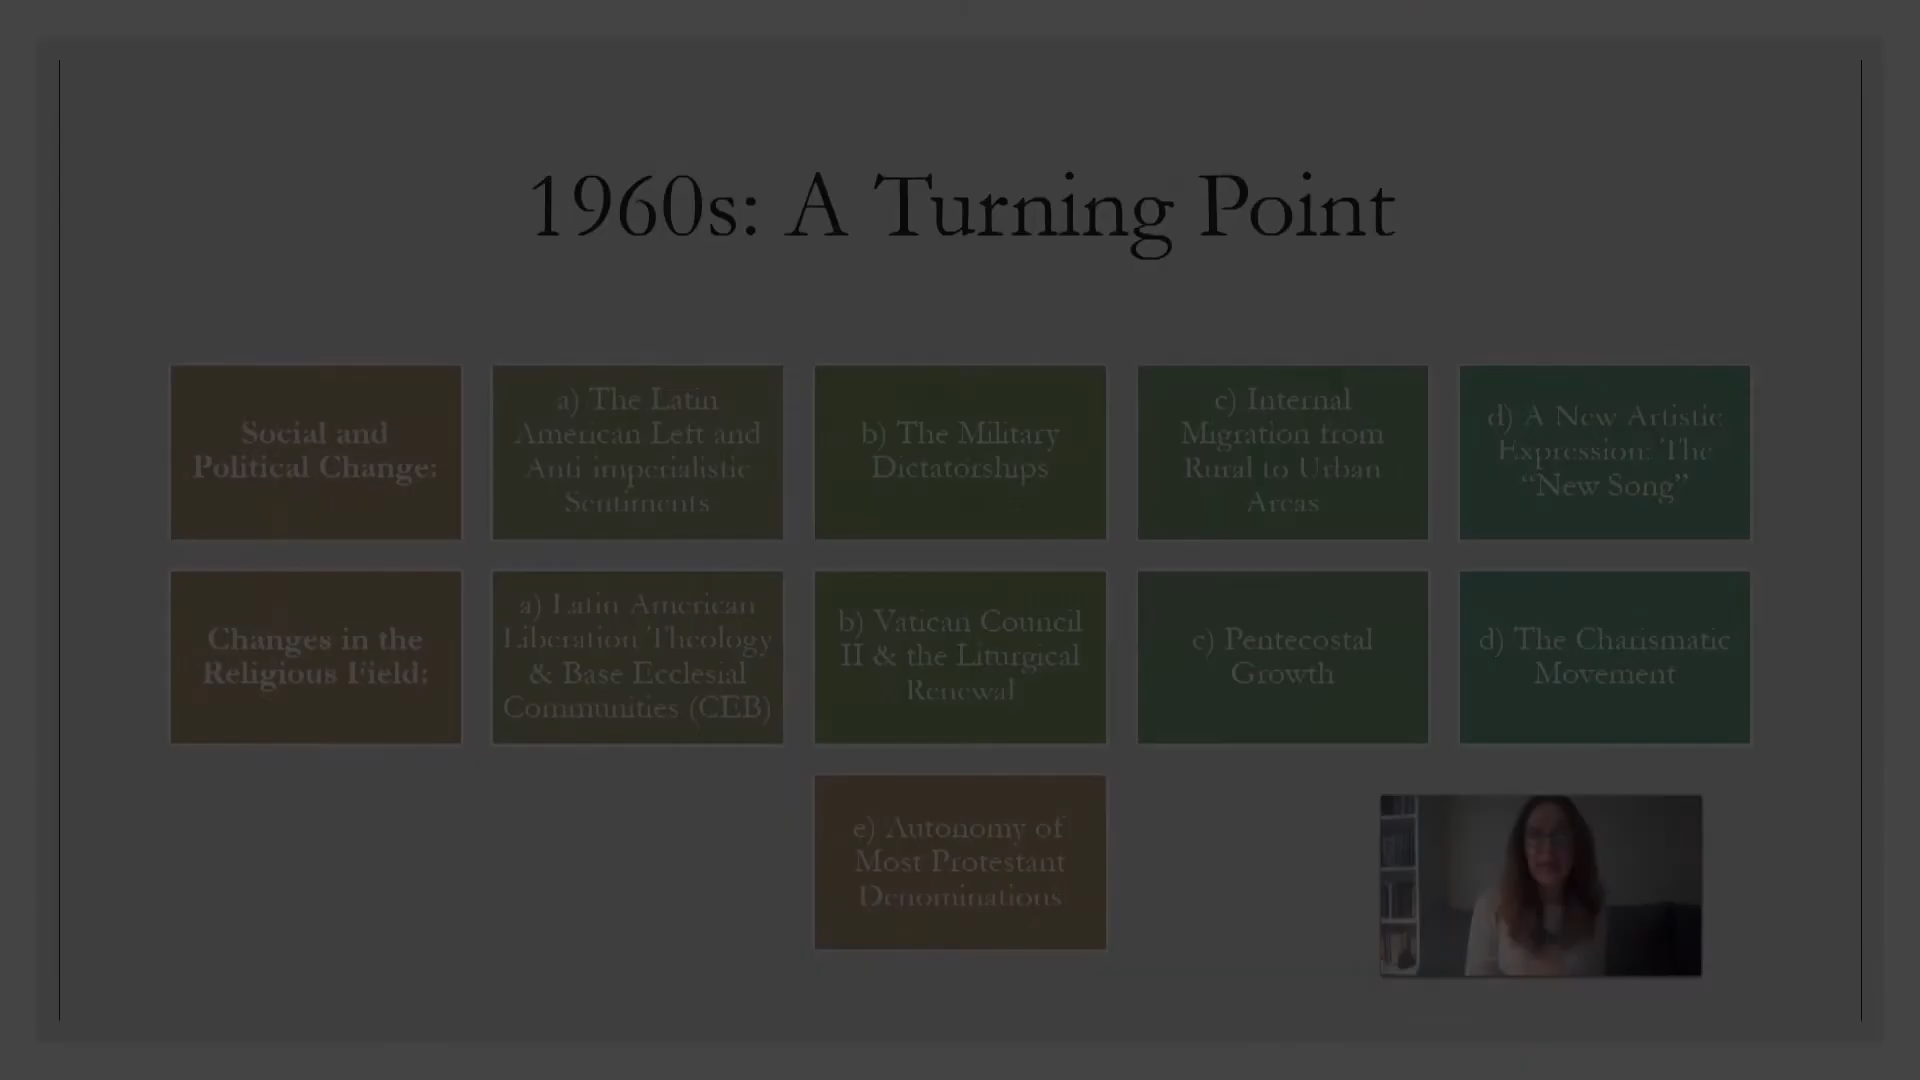 1960s: A Turning Point
Social and
Political Change:
a) The Latin
American Left and
Anti imperialistic
Sentiments
b) The Military
Dictatorships
c) Internal
Migration from
Rural to Urban
Areas
d) A New Artistic
Expression: The
“New Song”
Changes in the
Religious Field:
a) Latin American
Liberation Theology
& Base Ecclesial
Communities (CEB)
b) Vatican Council
II & the Liturgical
Renewal
c) Pentecostal
Growth
d) The Charismatic
Movement
e) Autonomy of
Most Protestant
Denominations